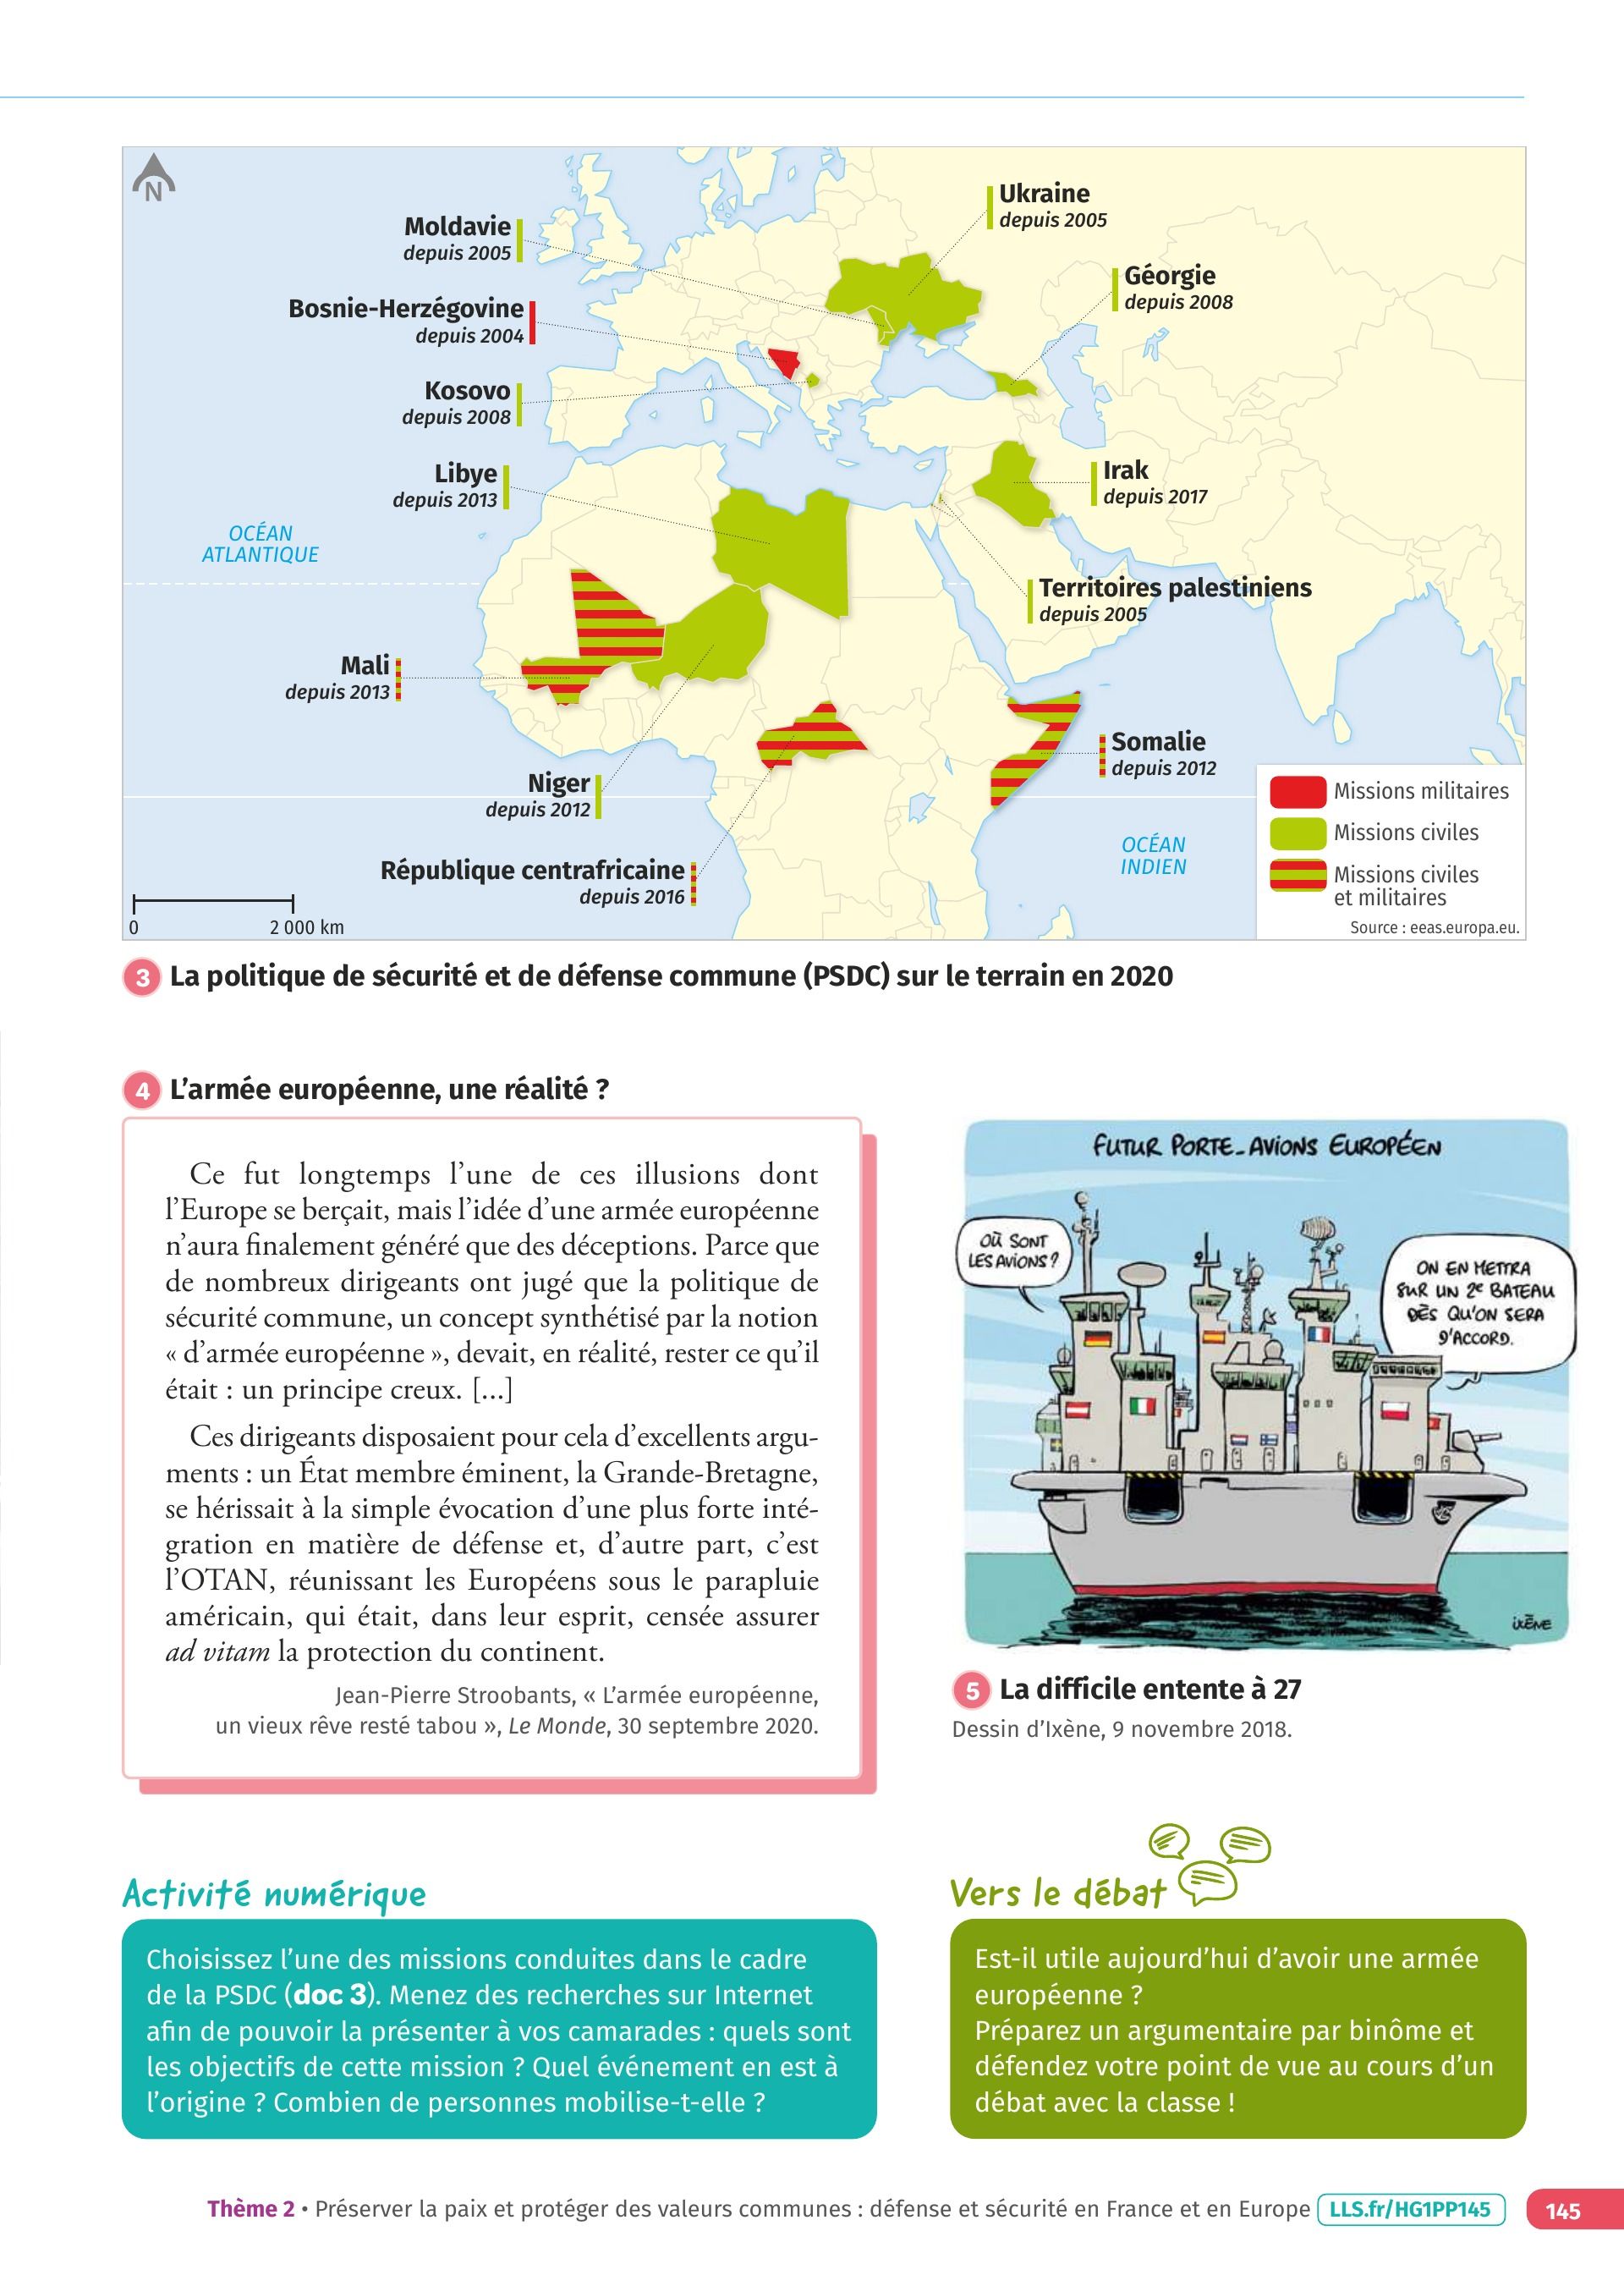 N
Ukraine
depuis 2005
Moldavie
depuis 2005
Géorgie
depuis 2008
Bosnie-Herzégovine
depuis 2004
Kosovo
depuis 2008
Libye
depuis 2013
Irak
depuis 2017
OCÉAN
ATLANTIQUE
Territoires palestiniens
depuis 2005
Mali
depuis 2013
Somalie
depuis 2012
Niger
depuis 2012
OCÉAN
INDIEN
République centrafricaine
depuis 2016
Missions militaires
Missions civiles
Missions civiles
et militaires
0 2 000 km
Source : eeas.europa.eu.
3 La politique de sécurité et de défense commune (PSDC) sur le terrain en 2020
4 L’armée européenne, une réalité ?
Ce fut longtemps l’une de ces illusions dont
l’Europe se berçait, mais l’idée d’une armée européenne
n’aura finalement généré que des déceptions. Parce que
de nombreux dirigeants ont jugé que la politique de
sécurité commune, un concept synthétisé par la notion
« d’armée européenne », devait, en réalité, rester ce qu’il
était : un principe creux. [...]
Ces dirigeants disposaient pour cela d’excellents argu-
ments : un État membre éminent, la Grande-Bretagne,
se hérissait à la simple évocation d’une plus forte inté-
gration en matière de défense et, d’autre part, c’est
l’OTAN, réunissant les Européens sous le parapluie
américain, qui était, dans leur esprit, censée assurer
ad vitam la protection du continent.
Jean-Pierre Stroobants, « L’armée européenne,
un vieux rêve resté tabou », Le Monde, 30 septembre 2020.
FUTUR PORTE-AVIONS EUROPÉEN
OÙ SONT
LES AVIONS ?
ON EN METTRA
SUR UN 2e BATEAU
DÈS QU'ON SERA
D'ACCORD.
IXÈNE
5 La difficile entente à 27
Dessin d’Ixène, 9 novembre 2018.
Activité numérique
Choisissez l’une des missions conduites dans le cadre
de la PSDC (doc 3). Menez des recherches sur Internet
afin de pouvoir la présenter à vos camarades : quels sont
les objectifs de cette mission ? Quel événement en est à
l’origine ? Combien de personnes mobilise-t-elle ?
Vers le débat
Est-il utile aujourd’hui d’avoir une armée
européenne ?
Préparez un argumentaire par binôme et
défendez votre point de vue au cours d’un
débat avec la classe !
Thème 2 • Préserver la paix et protéger des valeurs communes : défense et sécurité en France et en Europe LLS.fr/HG1PP145 145